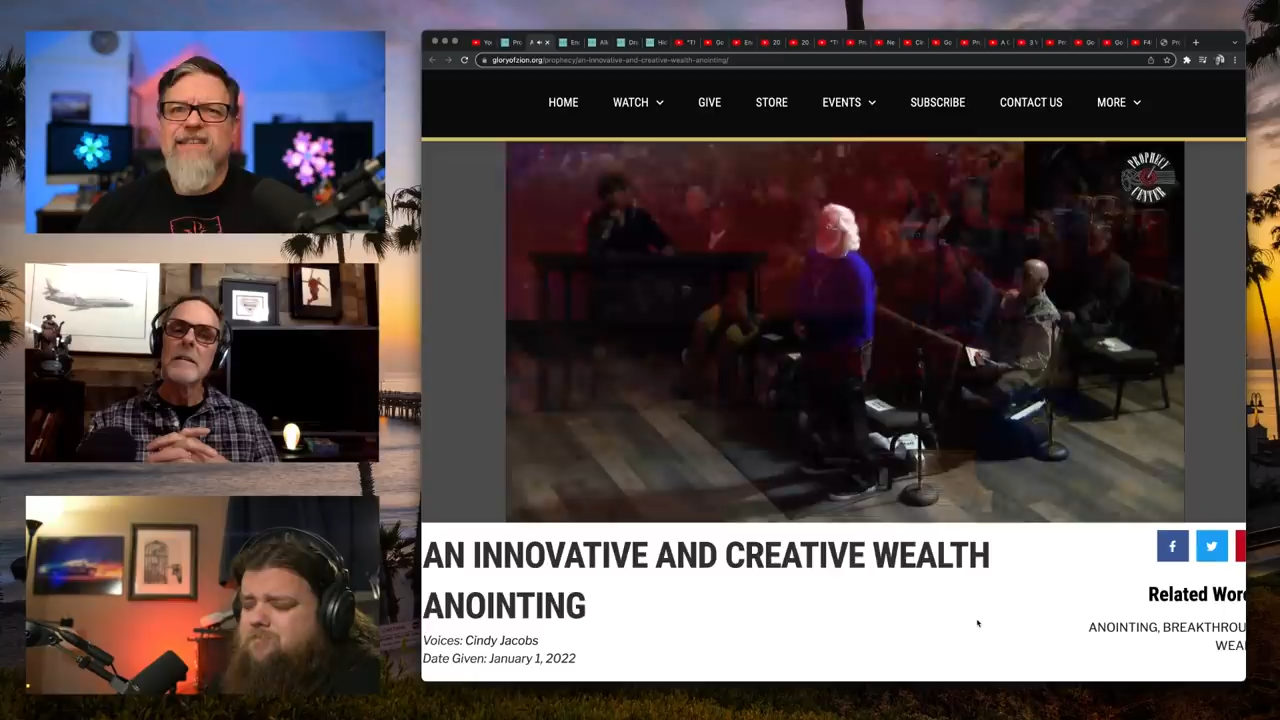 gloryofzion.org/prophecy/an-innovative-and-creative-wealth-anointing/
HOME WATCH GIVE STORE EVENTS SUBSCRIBE CONTACT US MORE
PROPHECY
CENTER
AN INNOVATIVE AND CREATIVE WEALTH
ANOINTING
Voices: Cindy Jacobs
Date Given: January 1, 2022
Related Wor
ANOINTING, BREAKTHROU
WEA